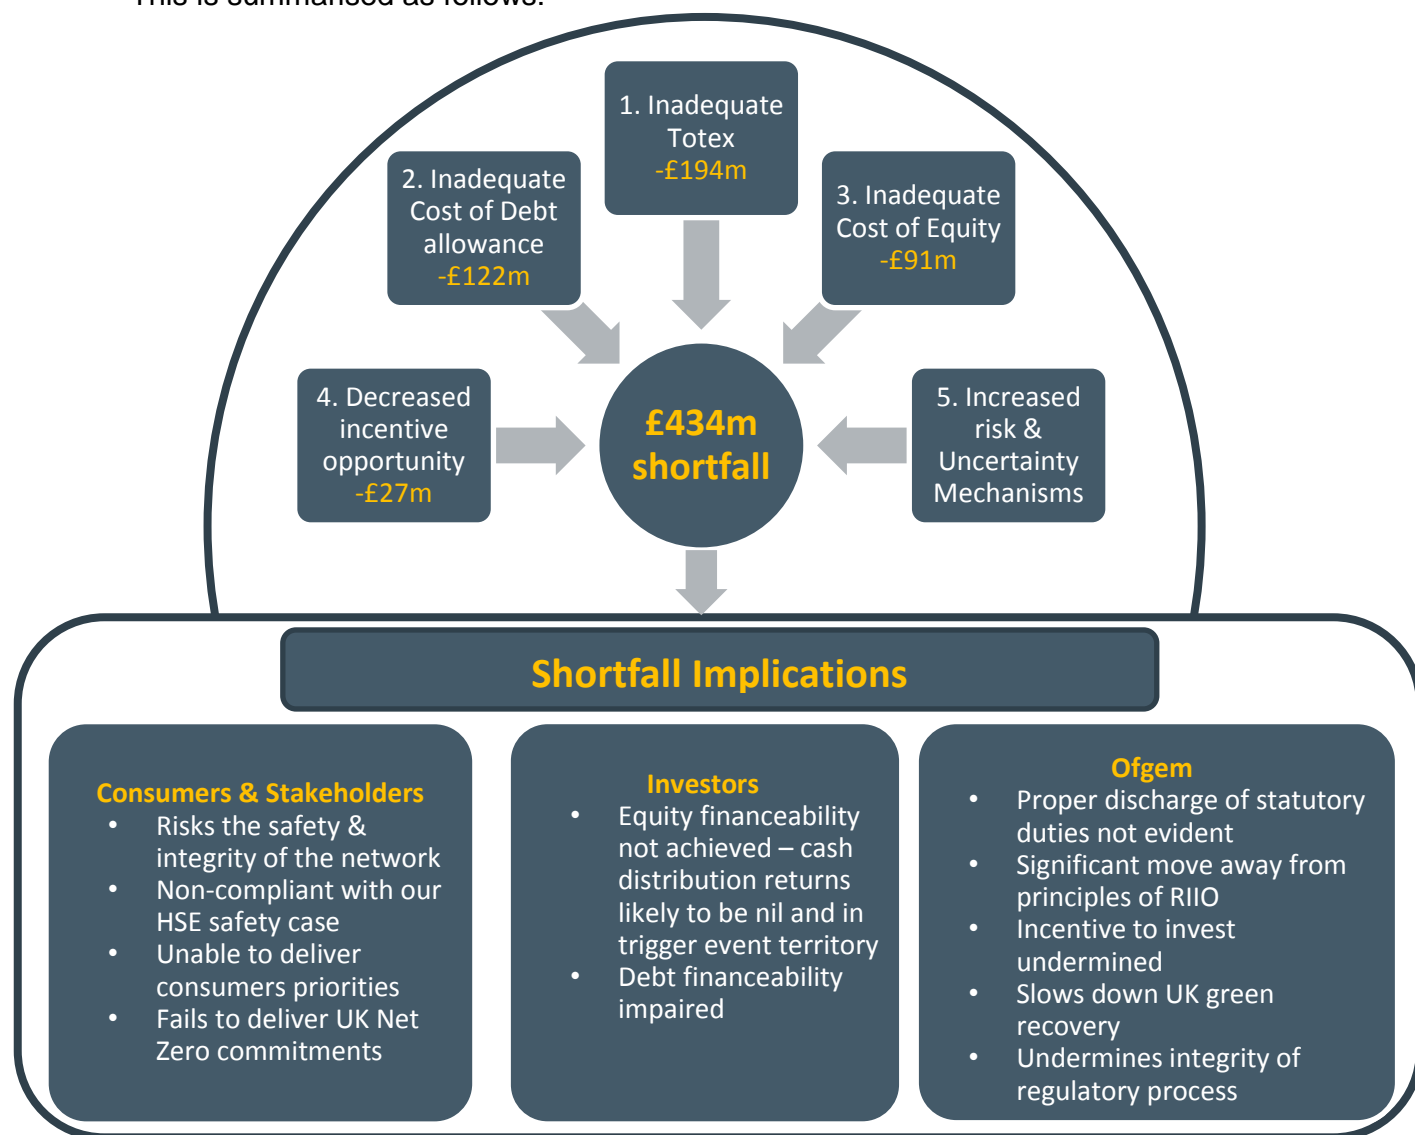 This is summarised as follows:
1. Inadequate
Totex
-£194m
2. Inadequate
Cost of Debt
allowance
-£122m
3. Inadequate
Cost of Equity
-£91m
4. Decreased
incentive
opportunity
-£27m
£434m
shortfall
5. Increased
risk &
Uncertainty
Mechanisms
Shortfall Implications
Consumers & Stakeholders
• Risks the safety &
integrity of the network
• Non-compliant with our
HSE safety case
• Unable to deliver
consumers priorities
• Fails to deliver UK Net
Zero commitments
Investors
• Equity financeability
not achieved – cash
distribution returns
likely to be nil and in
trigger event territory
• Debt financeability
impaired
Ofgem
• Proper discharge of statutory
duties not evident
• Significant move away from
principles of RIIO
• Incentive to invest
undermined
• Slows down UK green
recovery
• Undermines integrity of
regulatory process